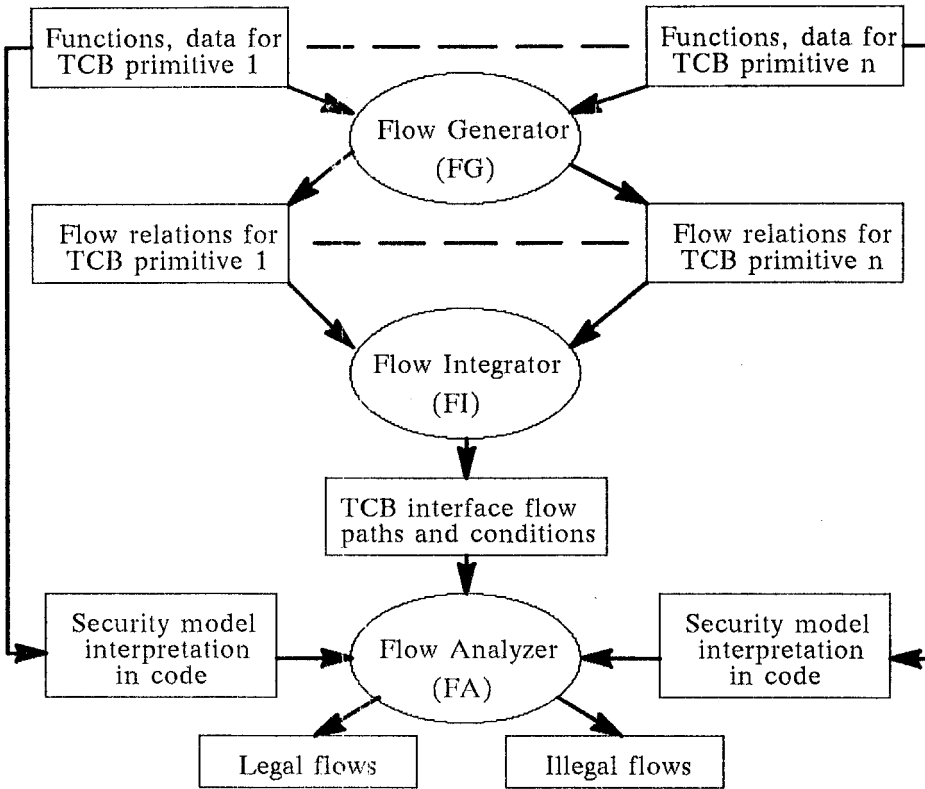 Functions, data for
TCB primitive 1
Functions, data for
TCB primitive n
Flow Generator
(FG)
Flow relations for
TCB primitive 1
Flow relations for
TCB primitive n
Flow Integrator
(FI)
TCB interface flow
paths and conditions
Security model
interpretation
in code
Flow Analyzer
(FA)
Security model
interpretation
in code
Legal flows
Illegal flows